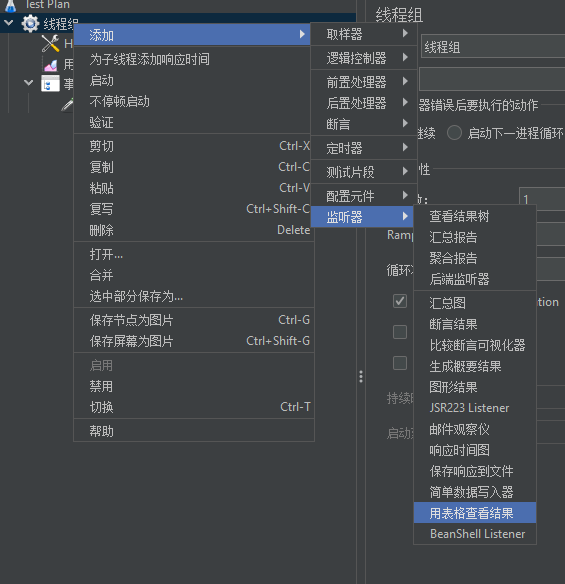 Test Plan
线程组
H
用
事
添加
为子线程添加响应时间
启动
不停顿启动
验证
剪切 Ctrl-X
复制 Ctrl-C
粘贴 Ctrl-V
复写 Ctrl+Shift-C
删除 Delete
打开...
合并
选中部分保存为...
保存节点为图片 Ctrl-G
保存屏幕为图片 Ctrl+Shift-G
启用
禁用
切换 Ctrl-T
帮助
取样器
逻辑控制器
前置处理器
后置处理器
断言
定时器
测试片段
配置元件
监听器
查看结果树
汇总报告
聚合报告
后端监听器
汇总图
断言结果
比较断言可视化器
生成概要结果
图形结果
JSR223 Listener
邮件观察仪
响应时间图
保存响应到文件
简单数据写入器
用表格查看结果
BeanShell Listener
线程组
线程组
器错误后要执行的动作
继续 启动下一进程循环
性
1
Ramp
循环
持续
启动